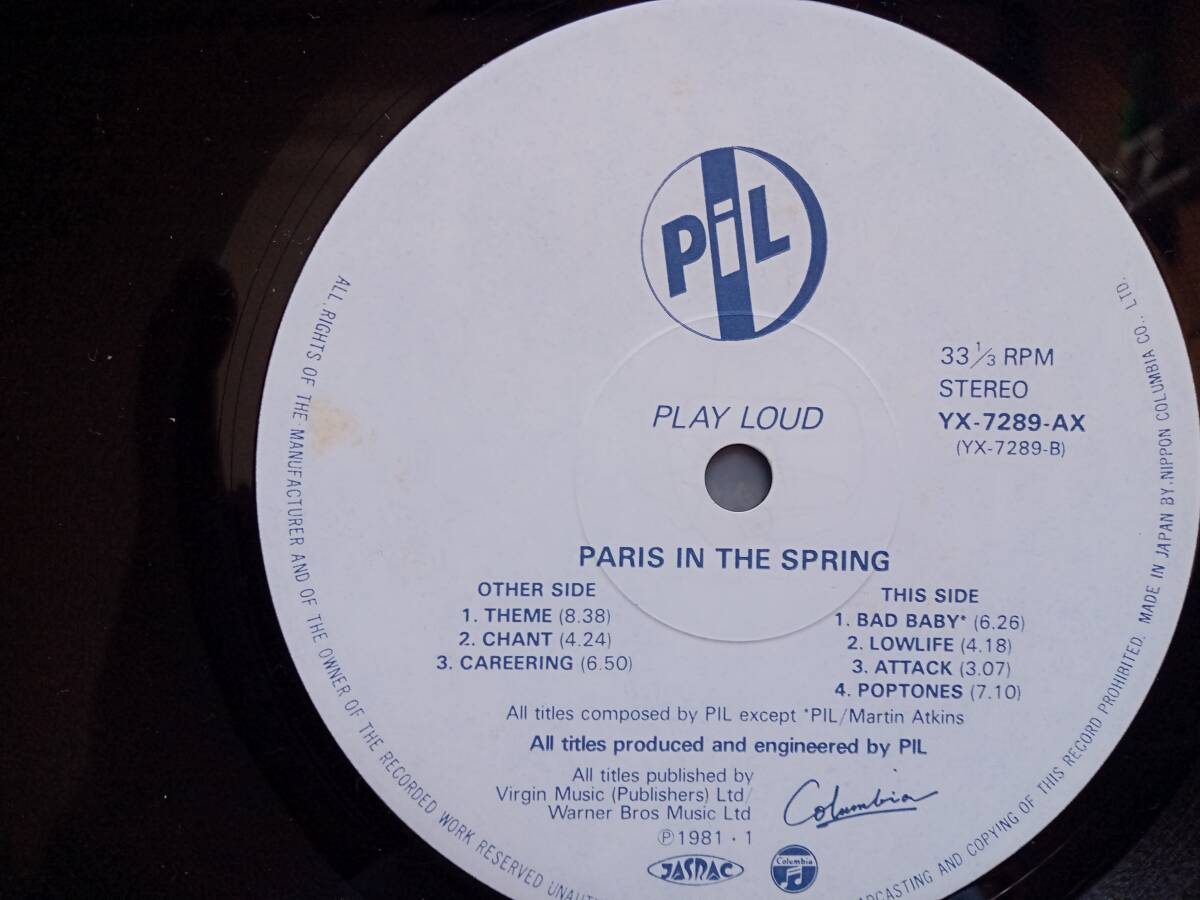 PiL
33 1/3 RPM
STEREO
YX-7289-AX
(YX-7289-B)
PLAY LOUD
PARIS IN THE SPRING
OTHER SIDE
1. THEME (8.38)
2. CHANT (4.24)
3. CAREERING (6.50)
THIS SIDE
1. BAD BABY* (6.26)
2. LOWLIFE (4.18)
3. ATTACK (3.07)
4. POPTONES (7.10)
All titles composed by PIL except *PIL/Martin Atkins
All titles produced and engineered by PIL
All titles published by
Virgin Music (Publishers) Ltd/
Warner Bros Music Ltd
Ⓟ1981・1
Columbia
JASRAC
Columbia
ALL RIGHTS OF THE MANUFACTURER AND OF THE OWNER OF THE RECORDED WORK RESERVED
AND COPYING OF THIS RECORD PROHIBITED. MADE IN JAPAN BY NIPPON COLUMBIA CO., LTD.